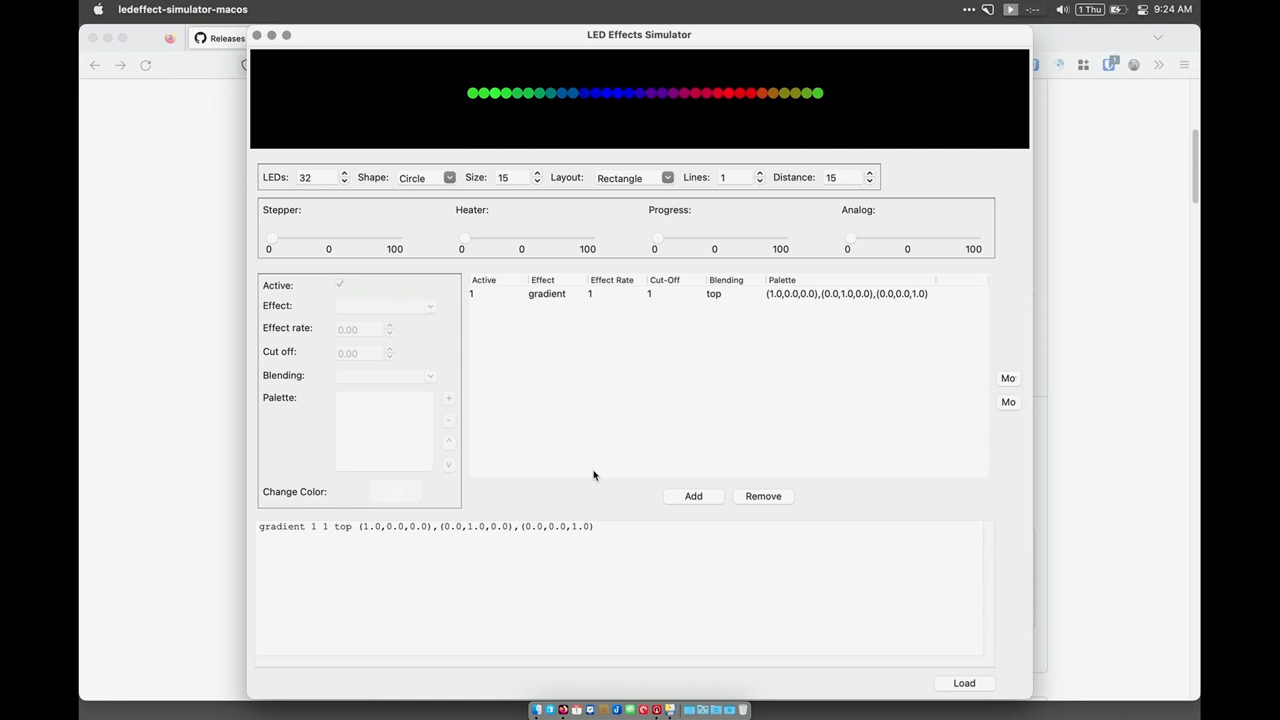 ledeffect-simulator-macos
-:--
1 Thu
9:24 AM
Releases
LED Effects Simulator
LEDs: 32 Shape: Circle Size: 15 Layout: Rectangle Lines: 1 Distance: 15
Stepper: Heater: Progress: Analog:
0 0 100 0 0 100 0 0 100 0 0 100
Active:
Effect:
Effect rate: 0.00
Cut off: 0.00
Blending:
Palette:
+
-
^
v
Change Color:
Active Effect Effect Rate Cut-Off Blending Palette
1 gradient 1 1 top (1.0,0.0,0.0),(0.0,1.0,0.0),(0.0,0.0,1.0)
Mo
Mo
Add Remove
gradient 1 1 top (1.0,0.0,0.0),(0.0,1.0,0.0),(0.0,0.0,1.0)
Load